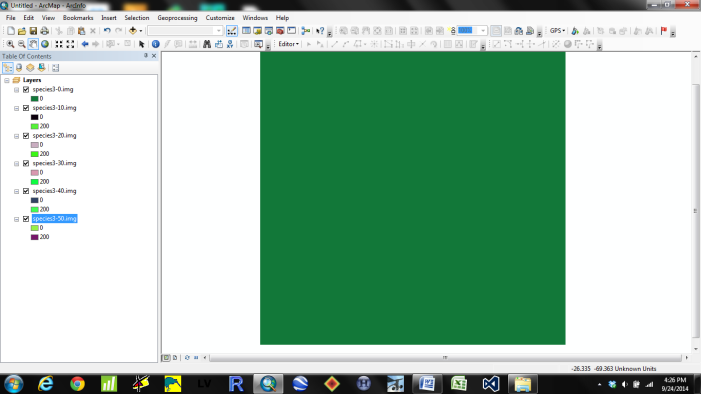 Untitled - ArcMap - ArcInfo
File Edit View Bookmarks Insert Selection Geoprocessing Customize Windows Help
Editor
GPS
Table Of Contents
Layers
species3-0.img
0
species3-10.img
0
200
species3-20.img
0
200
species3-30.img
0
200
species3-40.img
0
200
species3-50.img
0
200
-26.335 -69.363 Unknown Units
LV
4:26 PM
9/24/2014